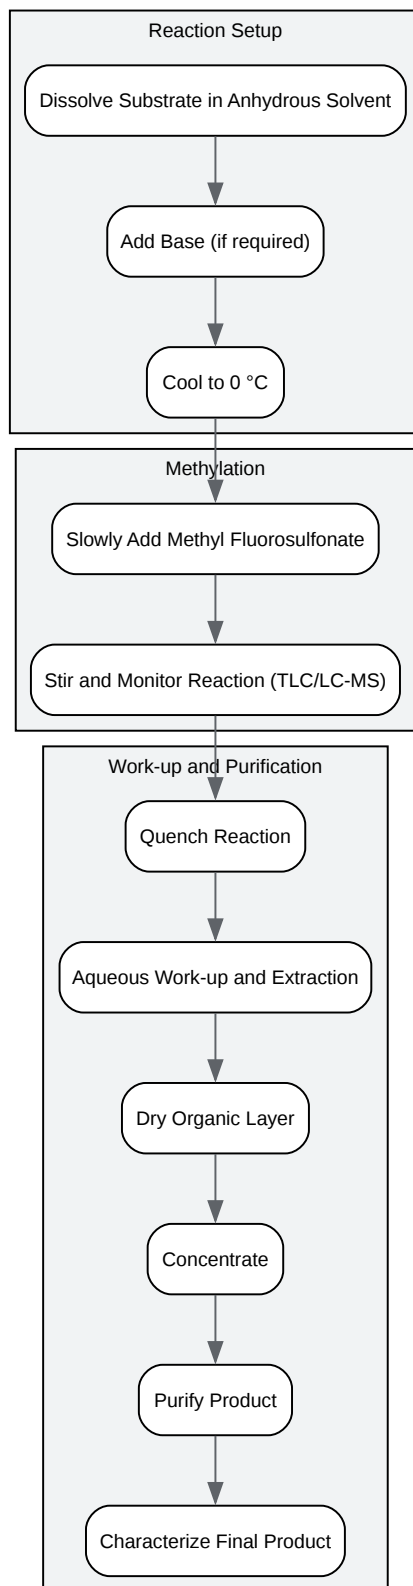 Reaction Setup
Dissolve Substrate in Anhydrous Solvent
Add Base (if required)
Cool to 0 °C
Methylation
Slowly Add Methyl Fluorosulfonate
Stir and Monitor Reaction (TLC/LC-MS)
Work-up and Purification
Quench Reaction
Aqueous Work-up and Extraction
Dry Organic Layer
Concentrate
Purify Product
Characterize Final Product